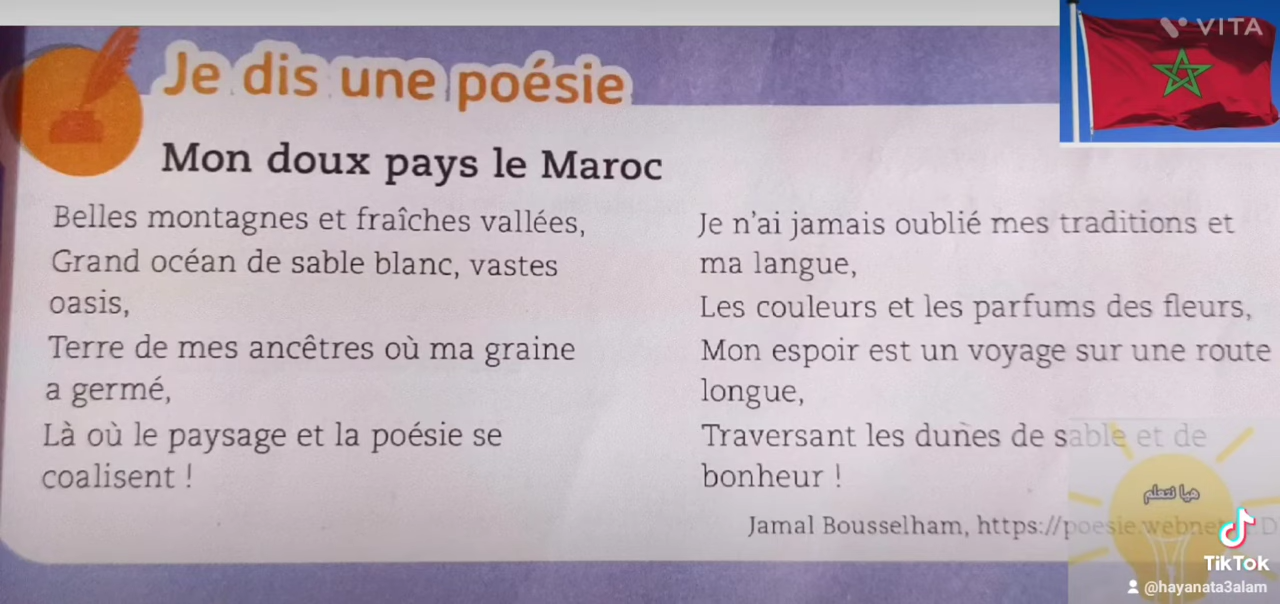 VITA
Je dis une poésie
Mon doux pays le Maroc
Belles montagnes et fraîches vallées,
Grand océan de sable blanc, vastes
oasis,
Terre de mes ancêtres où ma graine
a germé,
Là où le paysage et la poésie se
coalisent !
Je n'ai jamais oublié mes traditions et
ma langue,
Les couleurs et les parfums des fleurs,
Mon espoir est un voyage sur une route
longue,
Traversant les dunes de sable et de
bonheur !
Jamal Bousselham, https://poesie.webne
هيا نتعلم
TikTok
@hayanata3alam